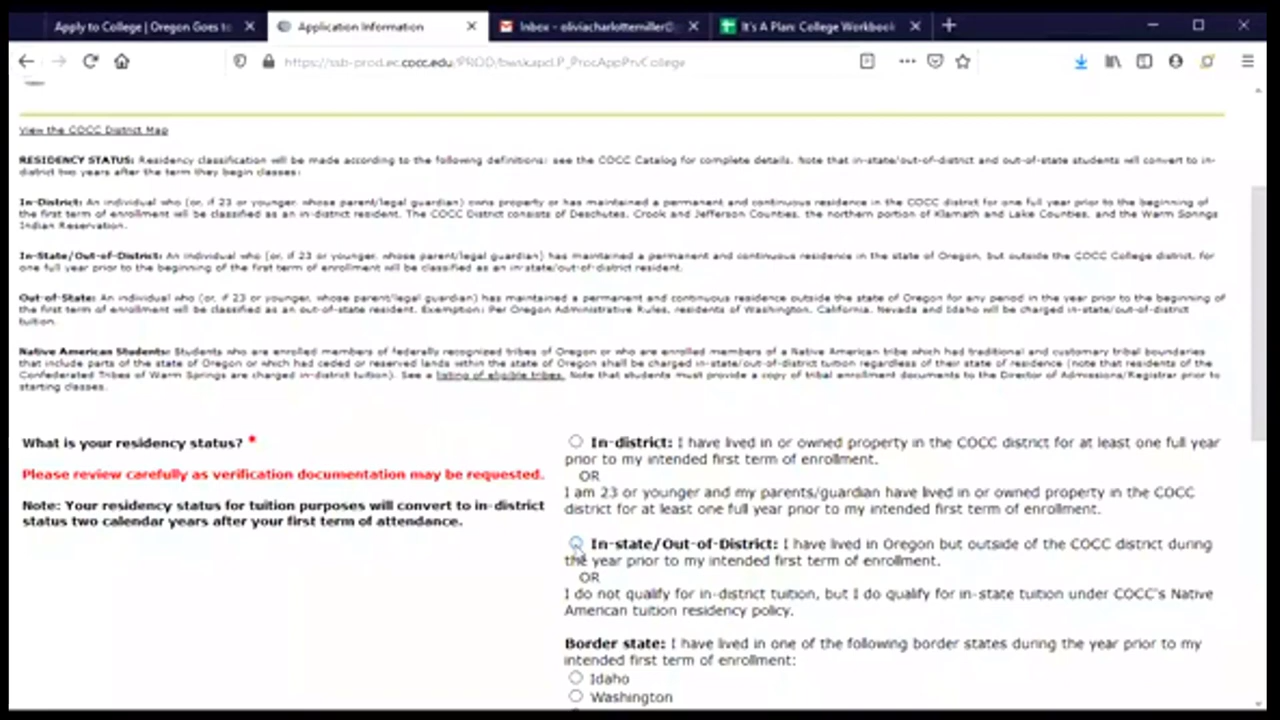 Apply to College | Oregon Goes to
Application Information
Inbox - oliviacharlottemiller@
It's A Plan: College Workbook
https://ssb-prod.ec.cocc.edu/PROD/bwskapcl.P_ProcAppPrvCollege
View the COCC District Map
RESIDENCY STATUS: Residency classification will be made according to the following definitions: see the COCC Catalog for complete details. Note that in-state/out-of-district and out-of-state students will convert to in-
district two years after the term they begin classes:
In-District: An individual who (or, if 23 or younger, whose parent/legal guardian) owns property or has maintained a permanent and continuous residence in the COCC district for one full year prior to the beginning of
the first term of enrollment will be classified as an in-district resident. The COCC District consists of Deschutes, Crook and Jefferson Counties, the northern portion of Klamath and Lake Counties, and the Warm Springs
Indian Reservation.
In-State/Out-of-District: An individual who (or, if 23 or younger, whose parent/legal guardian) has maintained a permanent and continuous residence in the state of Oregon, but outside the COCC College district, for
one full year prior to the beginning of the first term of enrollment will be classified as an in-state/out-of-district resident.
Out-of-State: An individual who (or, if 23 or younger, whose parent/legal guardian) has maintained a permanent and continuous residence outside the state of Oregon for any period in the year prior to the beginning of
the first term of enrollment will be classified as an out-of-state resident. Exemption: Per Oregon Administrative Rules, residents of Washington, California, Nevada and Idaho will be charged in-state/out-of-district
tuition.
Native American Students: Students who are enrolled members of federally recognized tribes of Oregon or who are enrolled members of a Native American tribe which had traditional and customary tribal boundaries
that include parts of the state of Oregon or which had ceded or reserved lands within the state of Oregon shall be charged in-state/out-of-district tuition regardless of their state of residence (note that residents of the
Confederated Tribes of Warm Springs are charged in-district tuition). See a listing of eligible tribes. Note that students must provide a copy of tribal enrollment documents to the Director of Admissions/Registrar prior to
starting classes.
What is your residency status? *
Please review carefully as verification documentation may be requested.
Note: Your residency status for tuition purposes will convert to in-district
status two calendar years after your first term of attendance.
In-district: I have lived in or owned property in the COCC district for at least one full year
prior to my intended first term of enrollment.
OR
I am 23 or younger and my parents/guardian have lived in or owned property in the COCC
district for at least one full year prior to my intended first term of enrollment.
In-state/Out-of-District: I have lived in Oregon but outside of the COCC district during
the year prior to my intended first term of enrollment.
OR
I do not qualify for in-district tuition, but I do qualify for in-state tuition under COCC's Native
American tuition residency policy.
Border state: I have lived in one of the following border states during the year prior to my
intended first term of enrollment:
Idaho
Washington